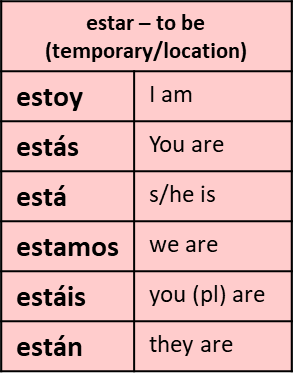 estar – to be
(temporary/location)
estoy I am
estás You are
está s/he is
estamos we are
estáis you (pl) are
están they are